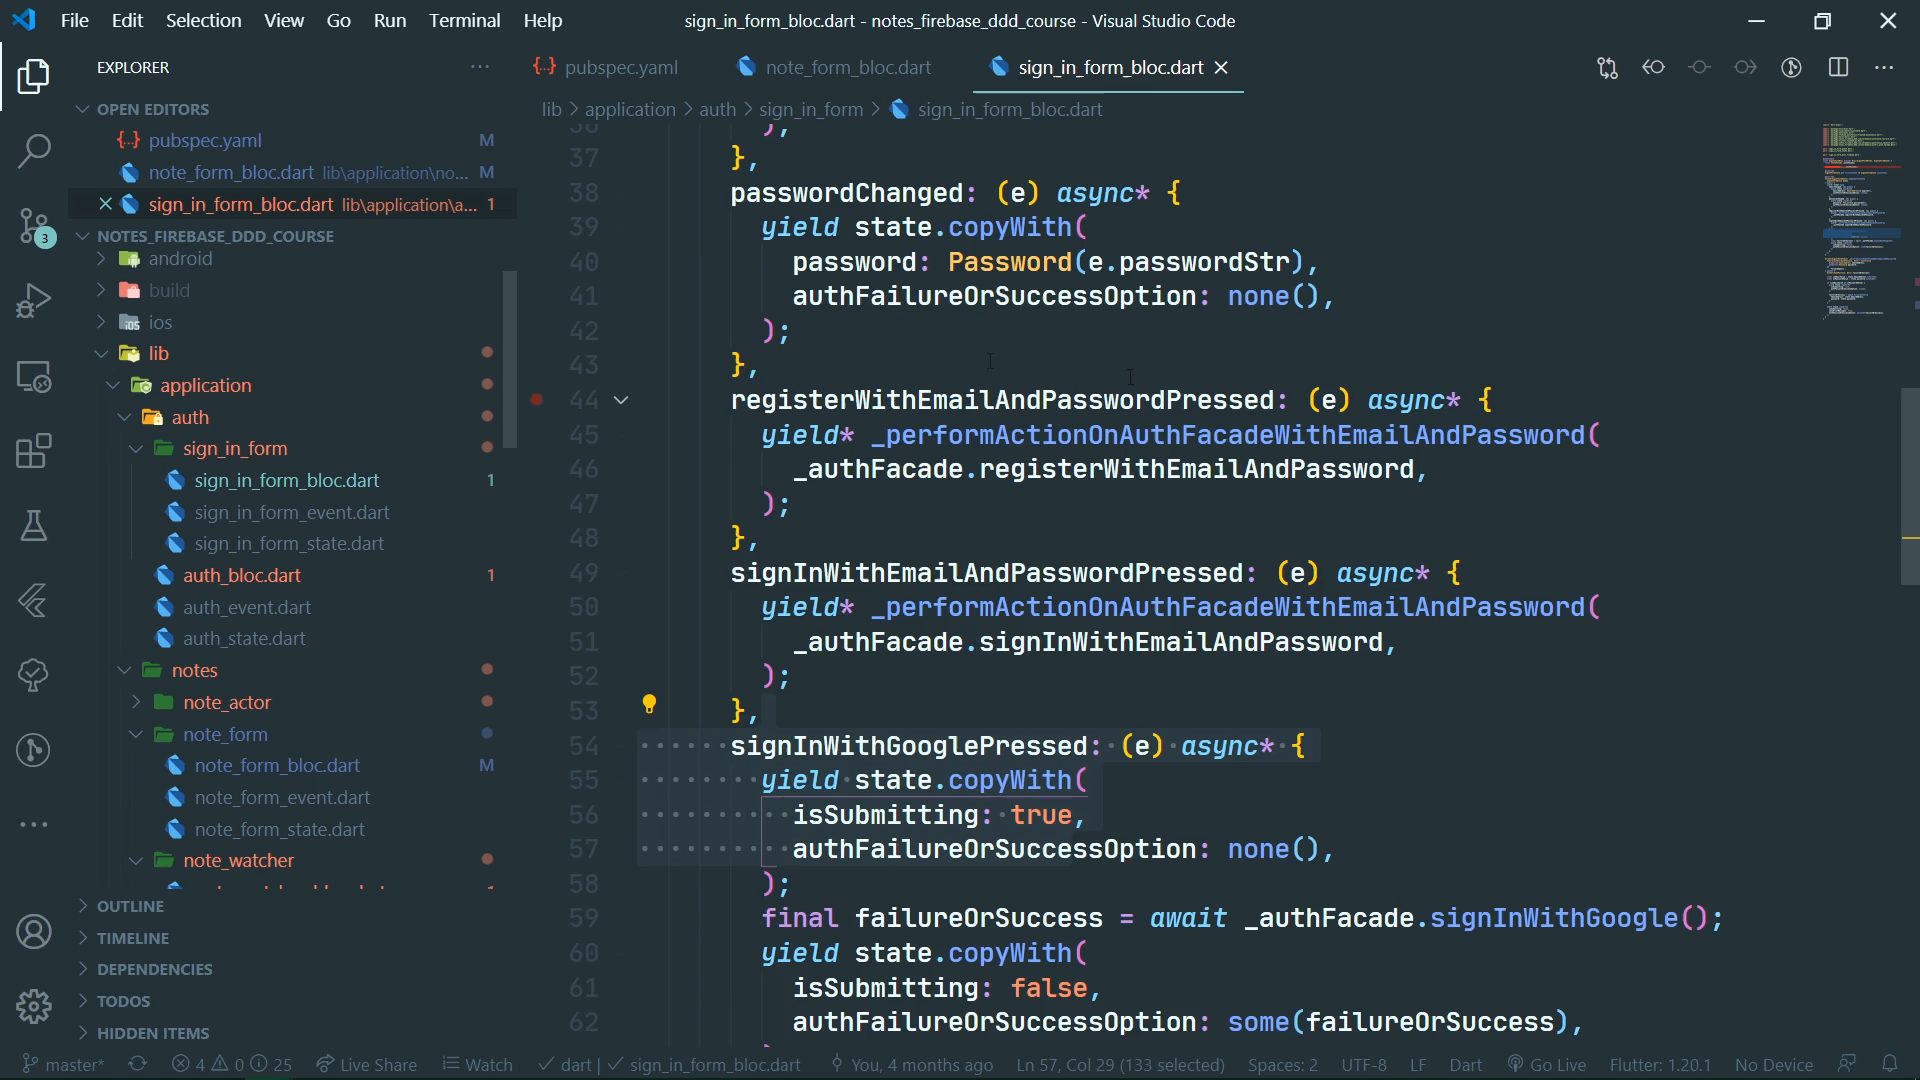 File Edit Selection View Go Run Terminal Help
sign_in_form_bloc.dart - notes_firebase_ddd_course - Visual Studio Code
EXPLORER
OPEN EDITORS
pubspec.yaml M
note_form_bloc.dart lib\application\no... M
sign_in_form_bloc.dart lib\application\a... 1
NOTES_FIREBASE_DDD_COURSE
android
build
ios
lib
application
auth
sign_in_form
sign_in_form_bloc.dart 1
sign_in_form_event.dart
sign_in_form_state.dart
auth_bloc.dart 1
auth_event.dart
auth_state.dart
notes
note_actor
note_form
note_form_bloc.dart M
note_form_event.dart
note_form_state.dart
note_watcher
OUTLINE
TIMELINE
DEPENDENCIES
TODOS
HIDDEN ITEMS
3
pubspec.yaml note_form_bloc.dart sign_in_form_bloc.dart
lib > application > auth > sign_in_form > sign_in_form_bloc.dart
36 );
37 },
38 passwordChanged: (e) async* {
39 yield state.copyWith(
40 password: Password(e.passwordStr),
41 authFailureOrSuccessOption: none(),
42 );
43 },
44 registerWithEmailAndPasswordPressed: (e) async* {
45 yield* _performActionOnAuthFacadeWithEmailAndPassword(
46 _authFacade.registerWithEmailAndPassword,
47 );
48 },
49 signInWithEmailAndPasswordPressed: (e) async* {
50 yield* _performActionOnAuthFacadeWithEmailAndPassword(
51 _authFacade.signInWithEmailAndPassword,
52 );
53 },
54 signInWithGooglePressed: (e) async* {
55 yield state.copyWith(
56 isSubmitting: true,
57 authFailureOrSuccessOption: none(),
58 );
59 final failureOrSuccess = await _authFacade.signInWithGoogle();
60 yield state.copyWith(
61 isSubmitting: false,
62 authFailureOrSuccessOption: some(failureOrSuccess),
master* 4 0 25 Live Share Watch dart | sign_in_form_bloc.dart You, 4 months ago Ln 57, Col 29 (133 selected) Spaces: 2 UTF-8 LF Dart Go Live Flutter: 1.20.1 No Device